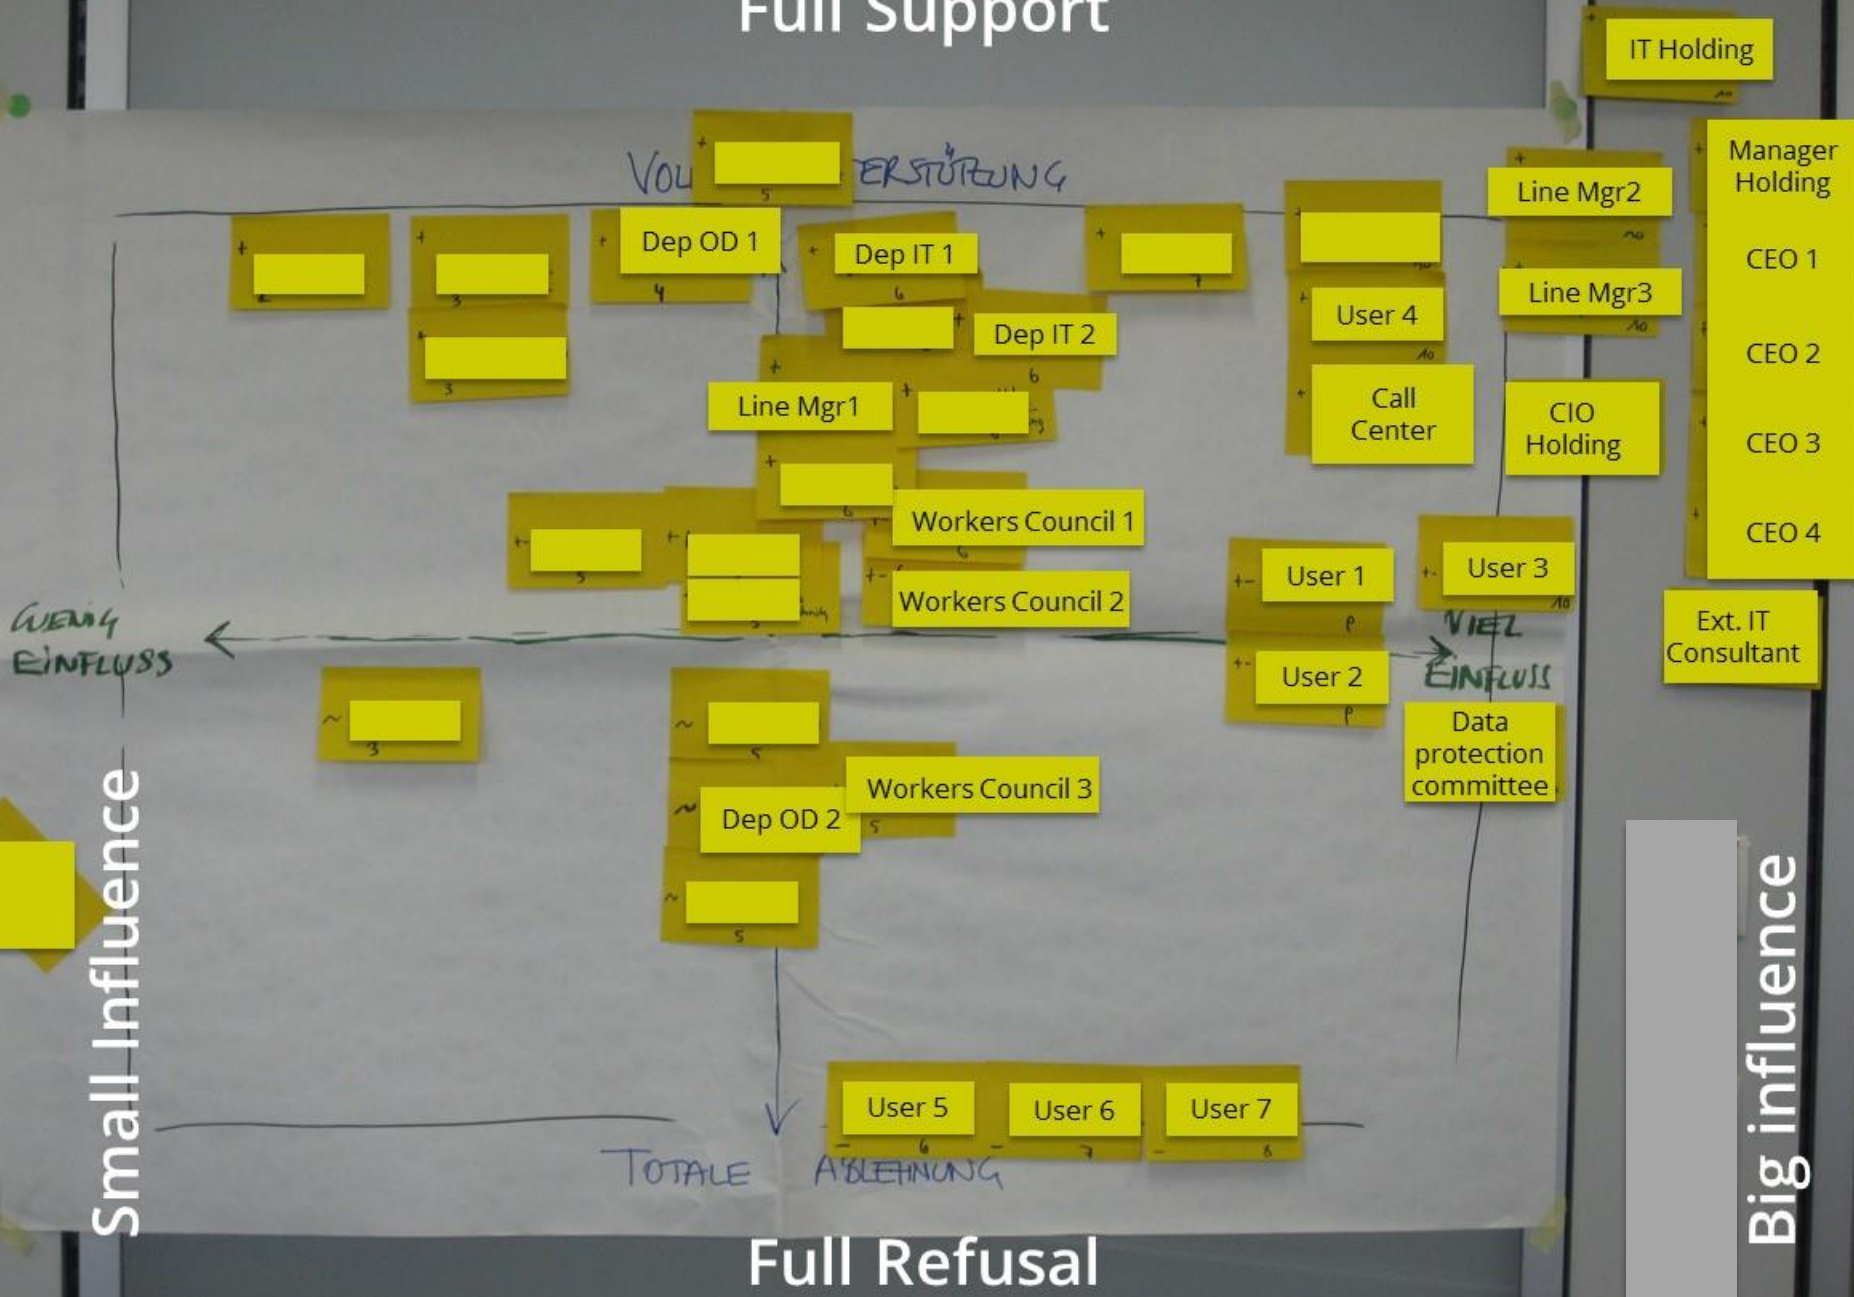 Full Support
IT Holding
Manager
Holding
Line Mgr2
Dep OD 1
Dep IT 1
CEO 1
Line Mgr3
User 4
Dep IT 2
CEO 2
Line Mgr1
Call
Center
CIO
Holding
CEO 3
Workers Council 1
CEO 4
User 1
User 3
Workers Council 2
WENIG
EINFLUSS
VIEL
EINFLUSS
Ext. IT
Consultant
User 2
Data
protection
committee
Workers Council 3
Dep OD 2
Small Influence
Big influence
User 5
User 6
User 7
TOTALE ABLEHNUNG
Full Refusal